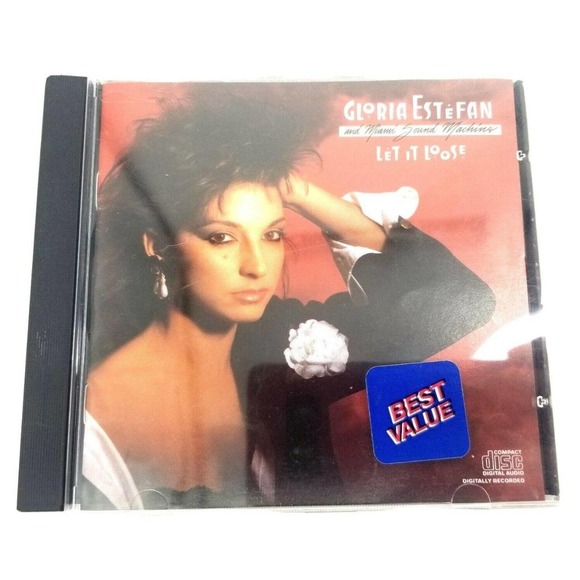 GLORIA ESTEFAN
and Miami Sound Machine
LET IT LOOSE
BEST
VALUE
COMPACT
disc
DIGITAL AUDIO
DIGITALLY RECORDED